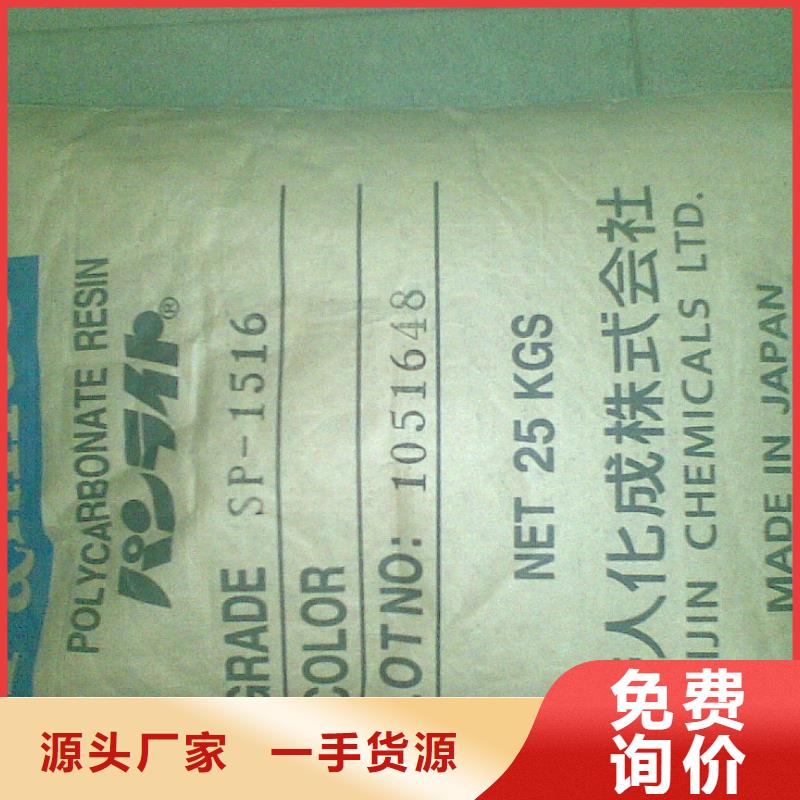 POLYCARBONATE RESIN
パンライト®
GRADE SP-1516
COLOR
LOT NO: 1051648
NET 25 KGS
人化成株式会社
IJIN CHEMICALS LTD.
MADE IN JAPAN
源头厂家 一手货源
免费
询价